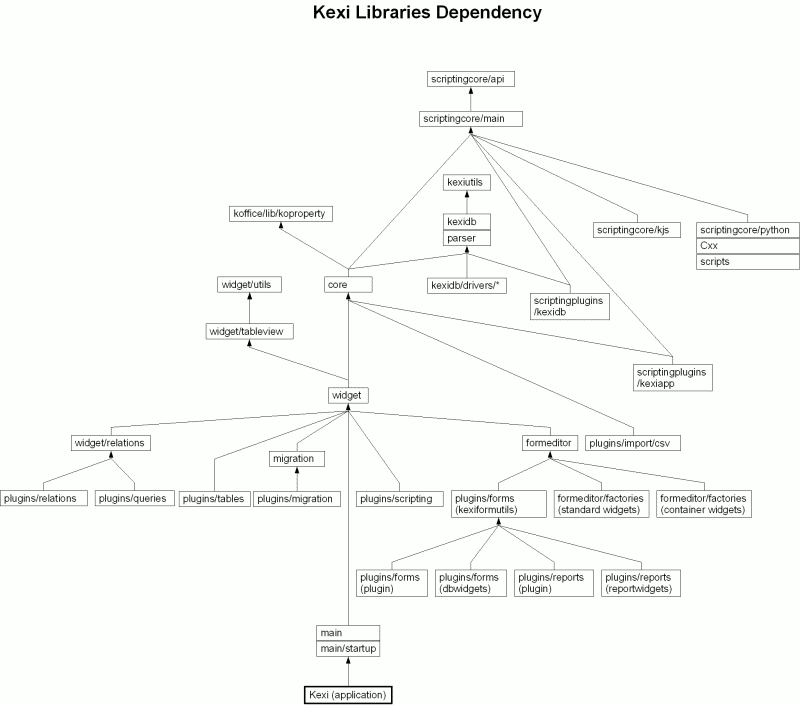 Kexi Libraries Dependency
scriptingcore/api
scriptingcore/main
kexiutils
koffice/lib/koproperty
kexidb
parser
scriptingcore/kjs
scriptingcore/python
Cxx
scripts
widget/utils
core
kexidb/drivers/*
scriptingplugins
/kexidb
widget/tableview
scriptingplugins
/kexiapp
widget
widget/relations
formeditor
plugins/import/csv
migration
plugins/relations
plugins/queries
plugins/tables
plugins/migration
plugins/scripting
plugins/forms
(kexiformutils)
formeditor/factories
(standard widgets)
formeditor/factories
(container widgets)
plugins/forms
(plugin)
plugins/forms
(dbwidgets)
plugins/reports
(plugin)
plugins/reports
(reportwidgets)
main
main/startup
Kexi (application)